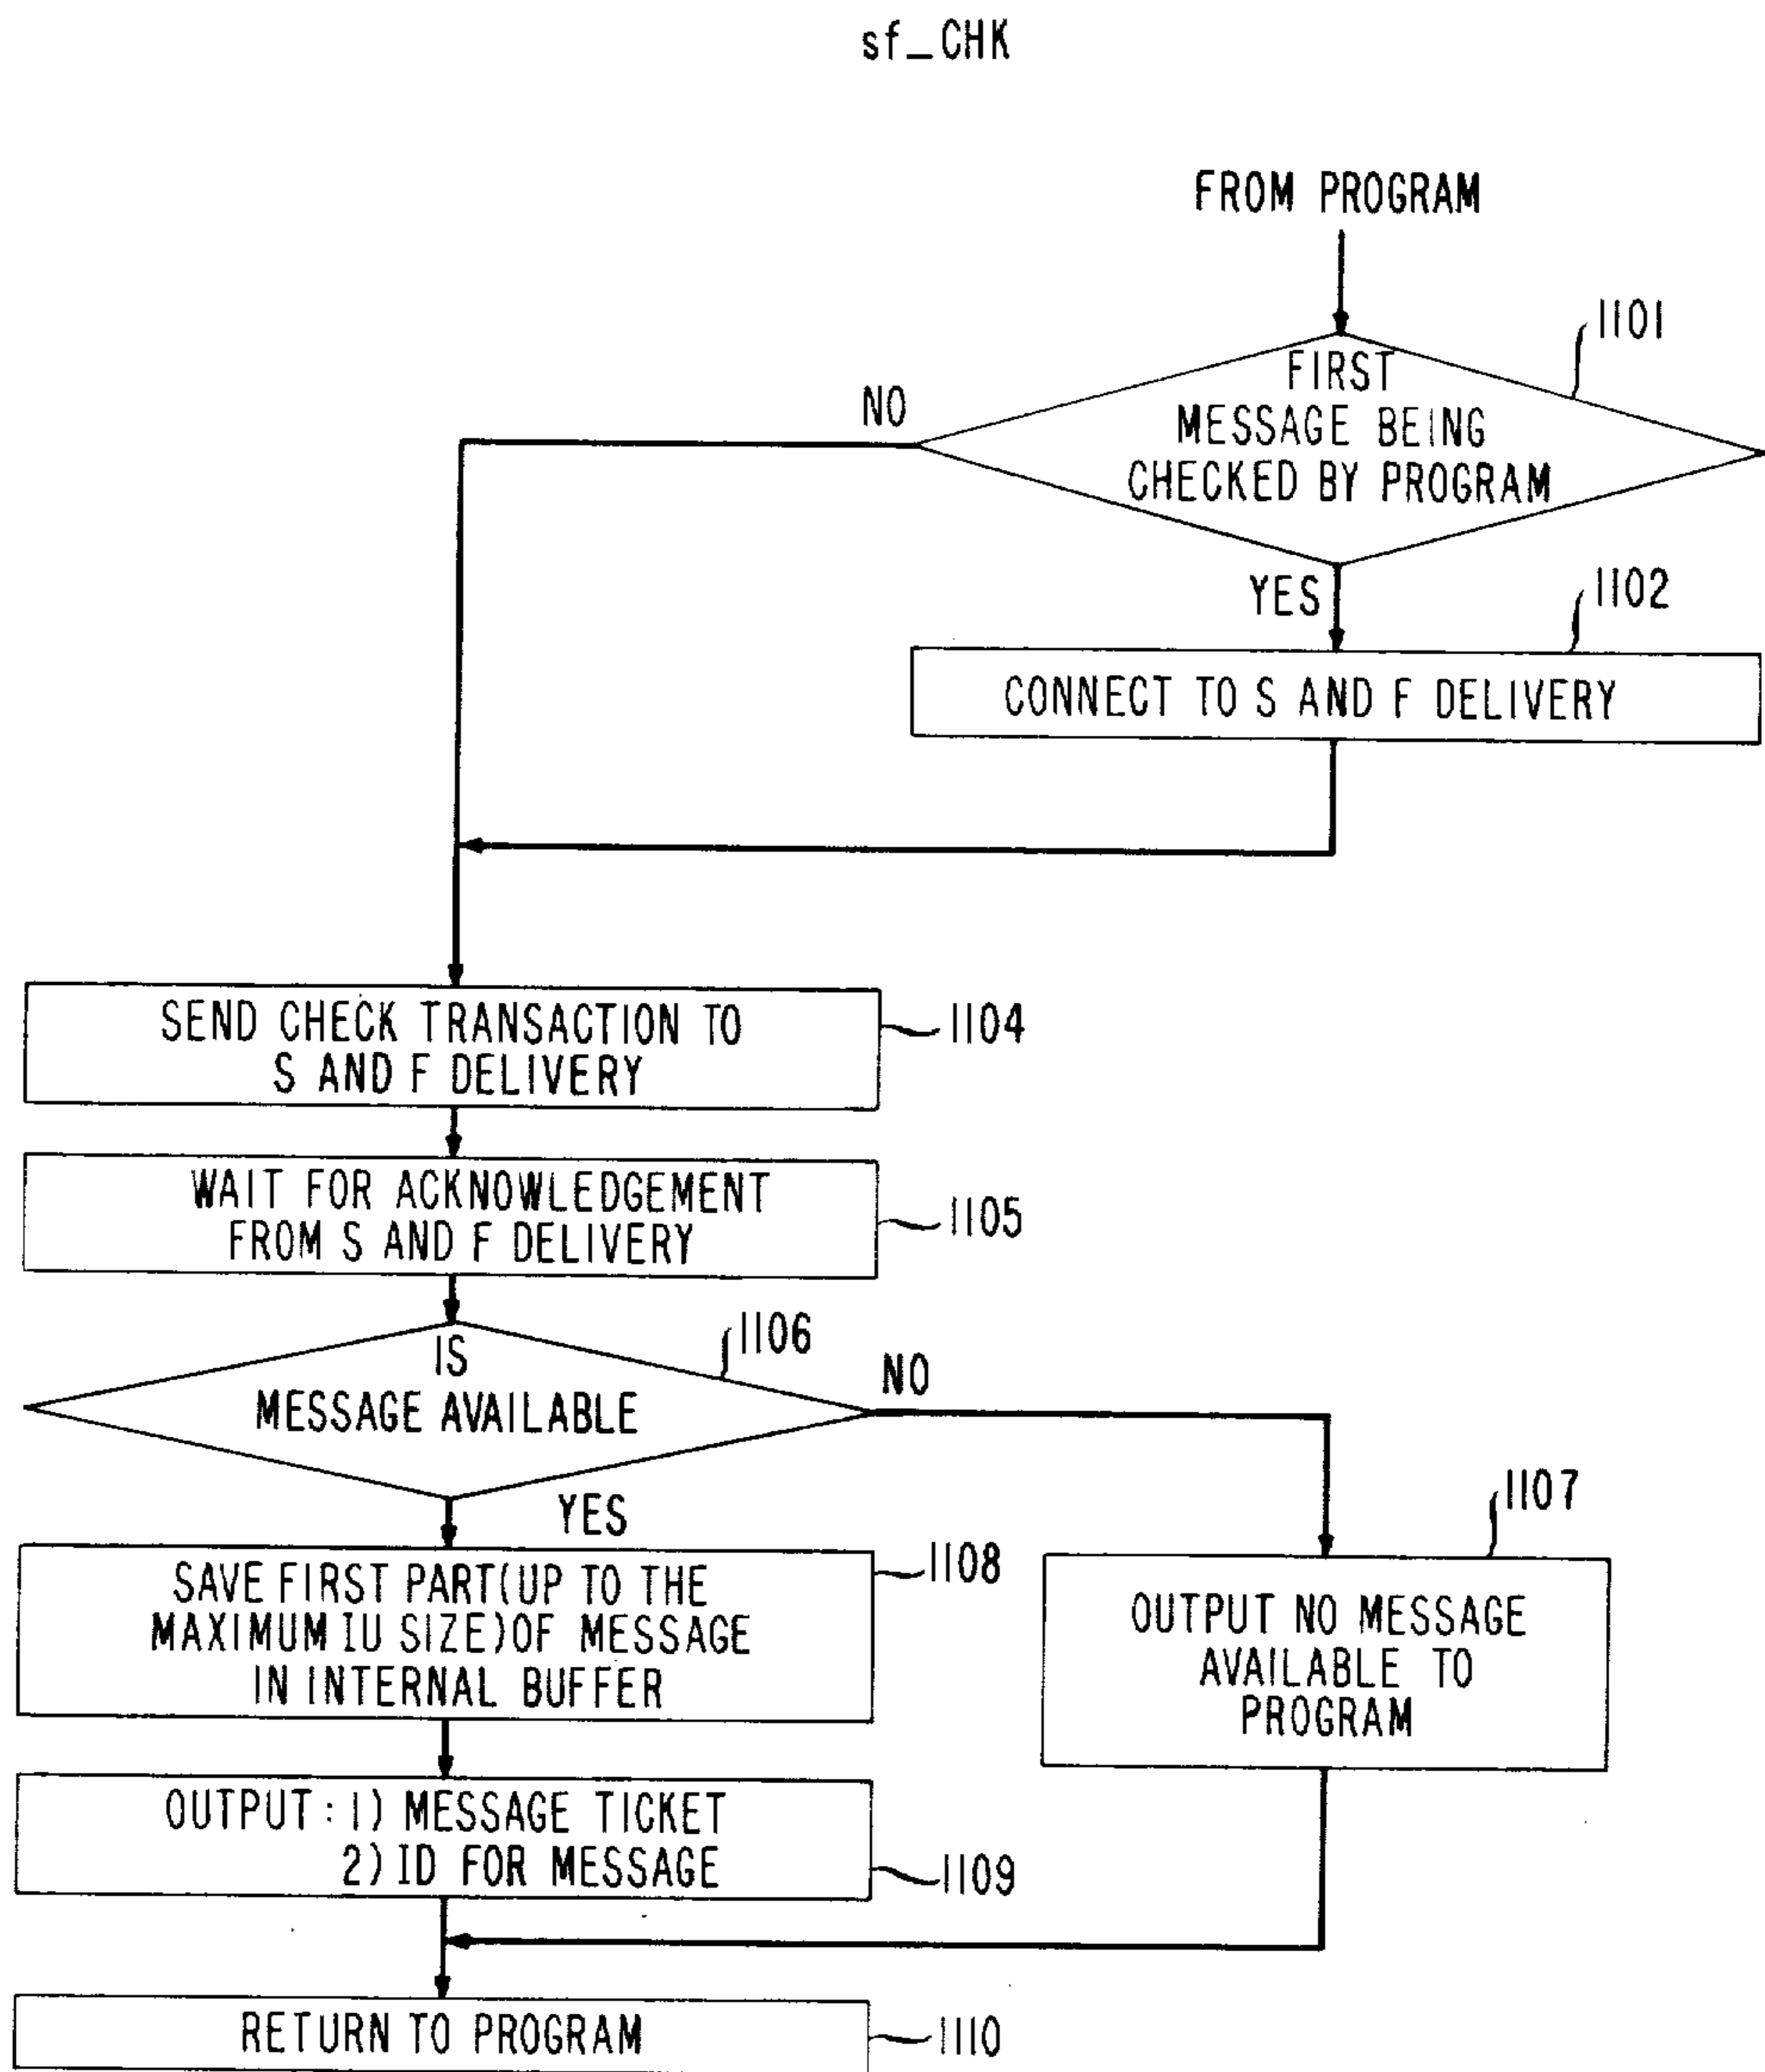 sf_CHK
FROM PROGRAM
1101
FIRST
MESSAGE BEING
CHECKED BY PROGRAM
NO
YES
1102
CONNECT TO S AND F DELIVERY
SEND CHECK TRANSACTION TO
S AND F DELIVERY
1104
WAIT FOR ACKNOWLEDGEMENT
FROM S AND F DELIVERY
1105
1106
IS
MESSAGE AVAILABLE
NO
YES
1107
SAVE FIRST PART(UP TO THE
MAXIMUM IU SIZE)OF MESSAGE
IN INTERNAL BUFFER
1108
OUTPUT NO MESSAGE
AVAILABLE TO
PROGRAM
OUTPUT: 1) MESSAGE TICKET
2) ID FOR MESSAGE
1109
RETURN TO PROGRAM
1110